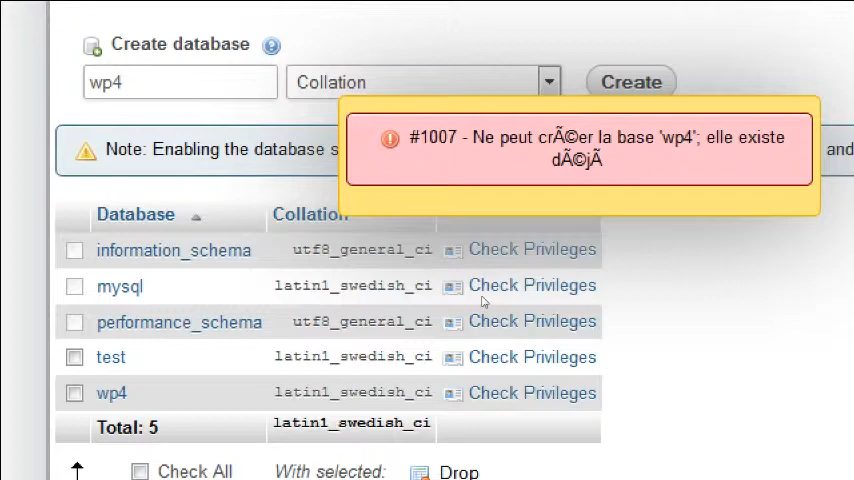 Create database
wp4
Collation
Create
#1007 - Ne peut crÃ©er la base 'wp4'; elle existe
dÃ©jÃ
Note: Enabling the database s
and
Database Collation
information_schema utf8_general_ci Check Privileges
mysql latin1_swedish_ci Check Privileges
performance_schema utf8_general_ci Check Privileges
test latin1_swedish_ci Check Privileges
wp4 latin1_swedish_ci Check Privileges
Total: 5 latin1_swedish_ci
Check All With selected: Drop